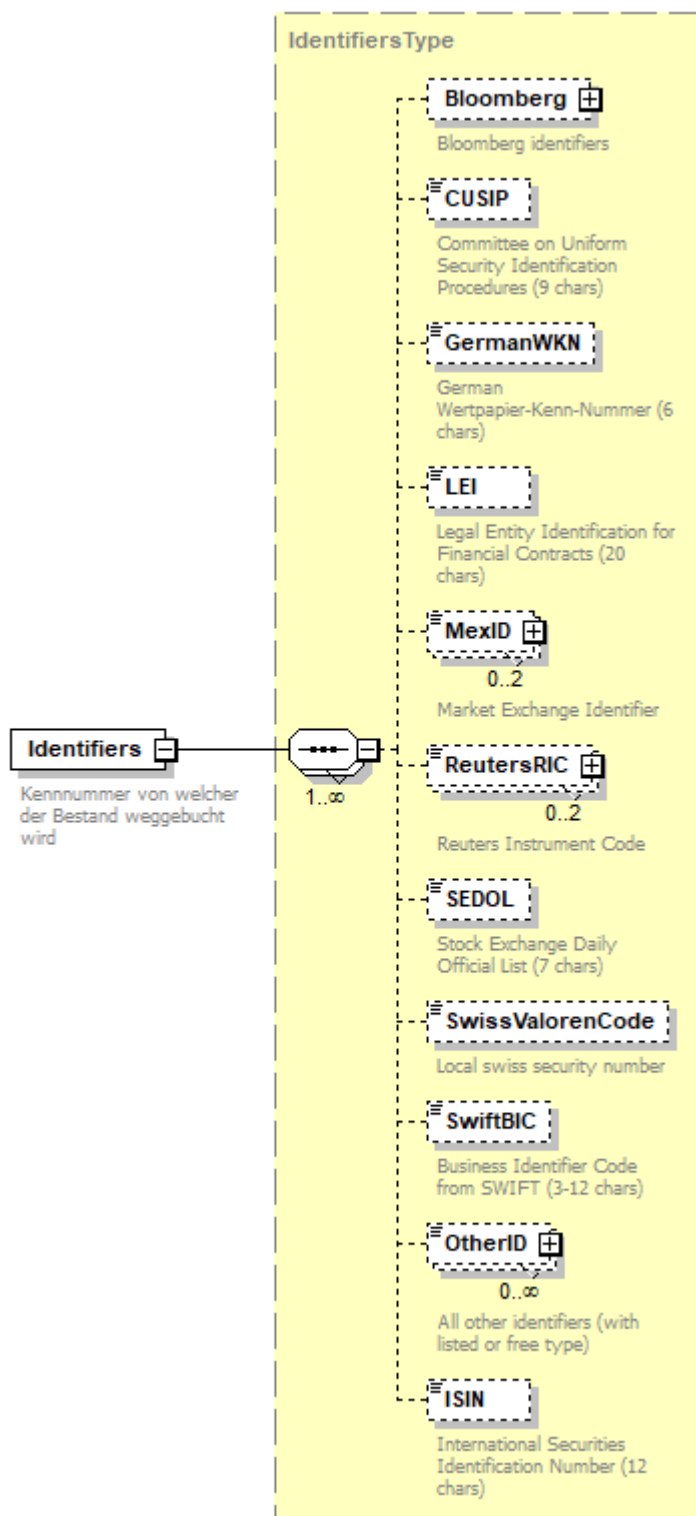 IdentifiersType
Bloomberg
Bloomberg identifiers
CUSIP
Committee on Uniform
Security Identification
Procedures (9 chars)
GermanWKN
German
Wertpapier-Kenn-Nummer (6
chars)
LEI
Legal Entity Identification for
Financial Contracts (20
chars)
MexID
0..2
Market Exchange Identifier
Identifiers
Kennnummer von welcher
der Bestand weggebucht
wird
1..∞
ReutersRIC
0..2
Reuters Instrument Code
SEDOL
Stock Exchange Daily
Official List (7 chars)
SwissValorenCode
Local swiss security number
SwiftBIC
Business Identifier Code
from SWIFT (3-12 chars)
OtherID
0..∞
All other identifiers (with
listed or free type)
ISIN
International Securities
Identification Number (12
chars)